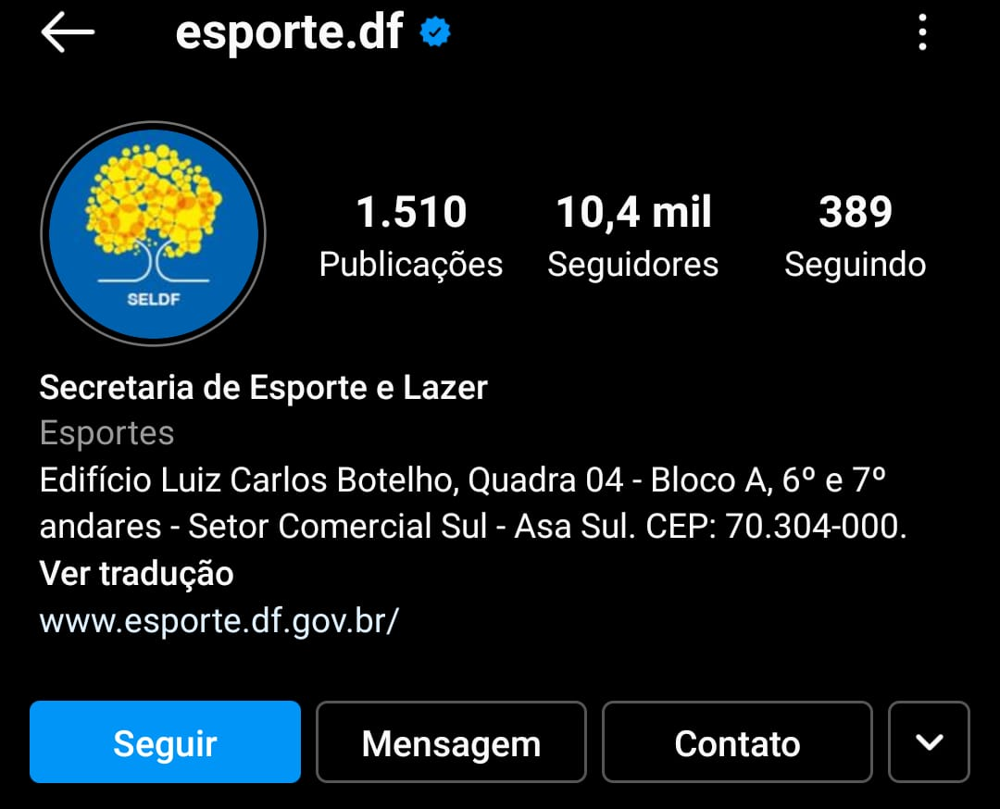 esporte.df
1.510
Publicações
10,4 mil
Seguidores
389
Seguindo
SELDF
Secretaria de Esporte e Lazer
Esportes
Edifício Luiz Carlos Botelho, Quadra 04 - Bloco A, 6º e 7º
andares - Setor Comercial Sul - Asa Sul. CEP: 70.304-000.
Ver tradução
www.esporte.df.gov.br/
Seguir
Mensagem
Contato